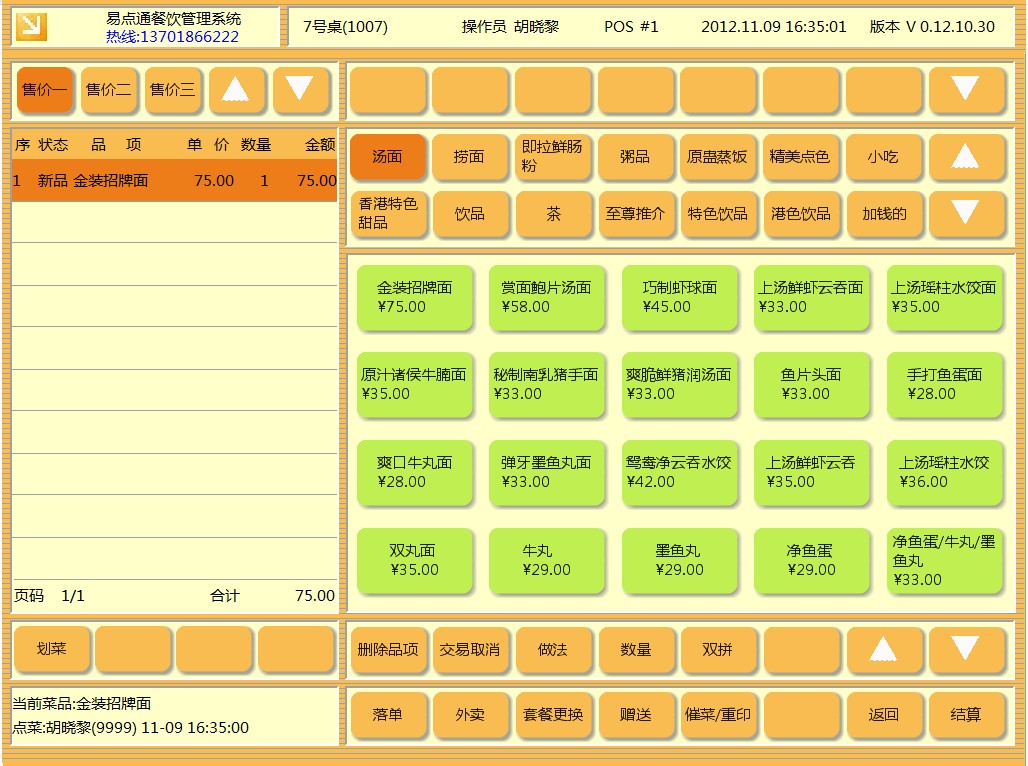 易点通餐饮管理系统
热线:13701866222
7号桌(1007) 操作员 胡晓黎 POS #1 2012.11.09 16:35:01 版本 V 0.12.10.30
售价一 售价二 售价三
序 状态 品 项 单 价 数量 金额
1 新品 金装招牌面 75.00 1 75.00
页码 1/1 合计 75.00
汤面 捞面 即拉鲜肠粉 粥品 原盅蒸饭 精美点色 小吃
香港特色甜品 饮品 茶 至尊推介 特色饮品 港色饮品 加钱的
金装招牌面 赏面鲍片汤面 巧制虾球面 上汤鲜虾云吞面 上汤瑶柱水饺面
¥75.00 ¥58.00 ¥45.00 ¥33.00 ¥35.00
原汁诸侯牛腩面 秘制南乳猪手面 爽脆鲜猪润汤面 鱼片头面 手打鱼蛋面
¥35.00 ¥33.00 ¥33.00 ¥33.00 ¥28.00
爽口牛丸面 弹牙墨鱼丸面 鸳鸯净云吞水饺 上汤鲜虾云吞 上汤瑶柱水饺
¥28.00 ¥33.00 ¥42.00 ¥35.00 ¥36.00
双丸面 牛丸 墨鱼丸 净鱼蛋 净鱼蛋/牛丸/墨鱼丸
¥35.00 ¥29.00 ¥29.00 ¥29.00 ¥33.00
划菜
删除品项 交易取消 做法 数量 双拼
当前菜品:金装招牌面
点菜:胡晓黎(9999) 11-09 16:35:00
落单 外卖 套餐更换 赠送 催菜/重印 返回 结算